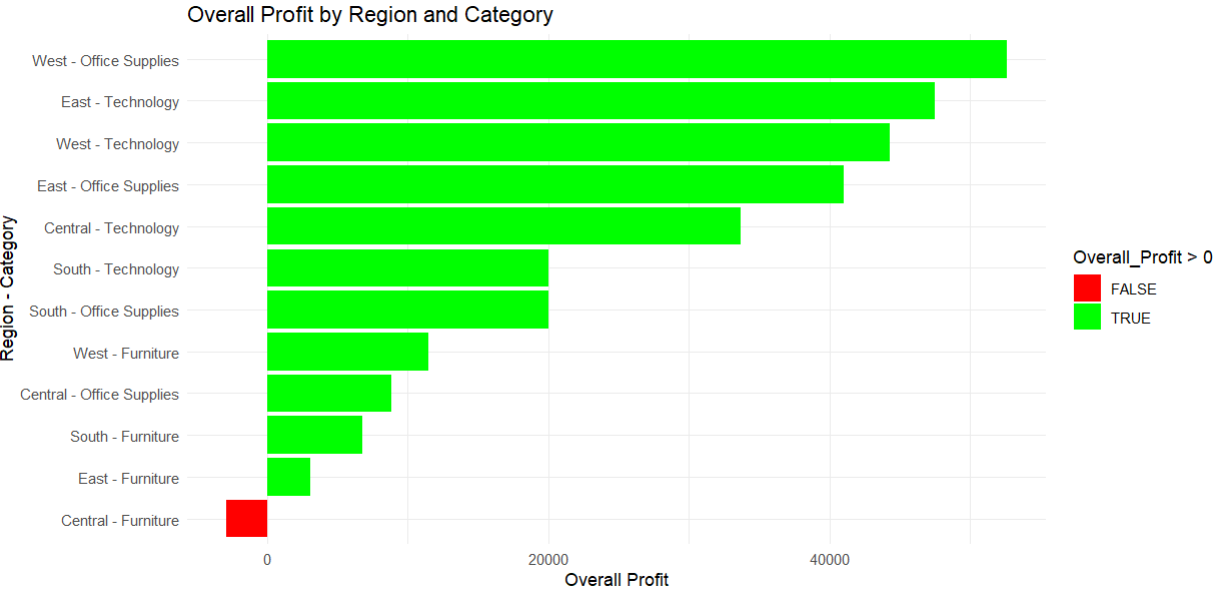 Overall Profit by Region and Category
Region - Category
West - Office Supplies
East - Technology
West - Technology
East - Office Supplies
Central - Technology
South - Technology
South - Office Supplies
West - Furniture
Central - Office Supplies
South - Furniture
East - Furniture
Central - Furniture
0
20000
40000
Overall Profit
Overall_Profit > 0
FALSE
TRUE